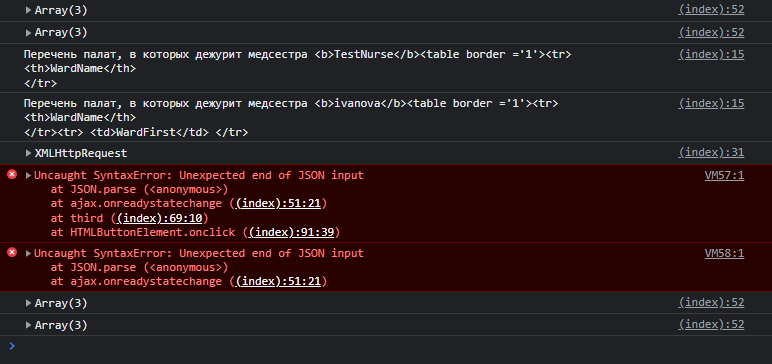 Array(3) (index):52
Array(3) (index):52
Перечень палат, в которых дежурит медсестра <b>TestNurse</b><table border ='1'><tr> (index):15
<th>WardName</th>
</tr>
Перечень палат, в которых дежурит медсестра <b>ivanova</b><table border ='1'><tr> (index):15
<th>WardName</th>
</tr><tr> <td>WardFirst</td> </tr>
XMLHttpRequest (index):31
Uncaught SyntaxError: Unexpected end of JSON input VM57:1
at JSON.parse (<anonymous>)
at ajax.onreadystatechange ((index):51:21)
at third ((index):69:10)
at HTMLButtonElement.onclick ((index):91:39)
Uncaught SyntaxError: Unexpected end of JSON input VM58:1
at JSON.parse (<anonymous>)
at ajax.onreadystatechange ((index):51:21)
Array(3) (index):52
Array(3) (index):52